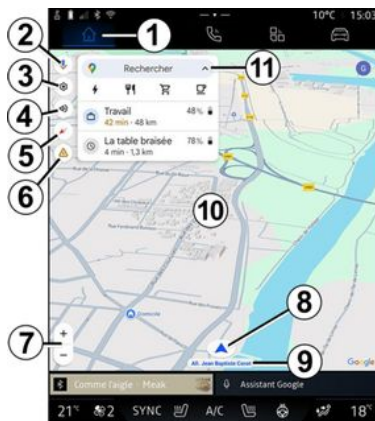 10°C 15:03
1
2
3
4
5
6
7
8
9
10
11
Rechercher
G
Travail
48%
42 min · 48 km
La table braisée
78%
4 min · 1,3 km
+
−
All. Jean Baptiste Corot
Google
Comme l'aigle - Meak
Assistant Google
21°c 2 SYNC A/C 18°